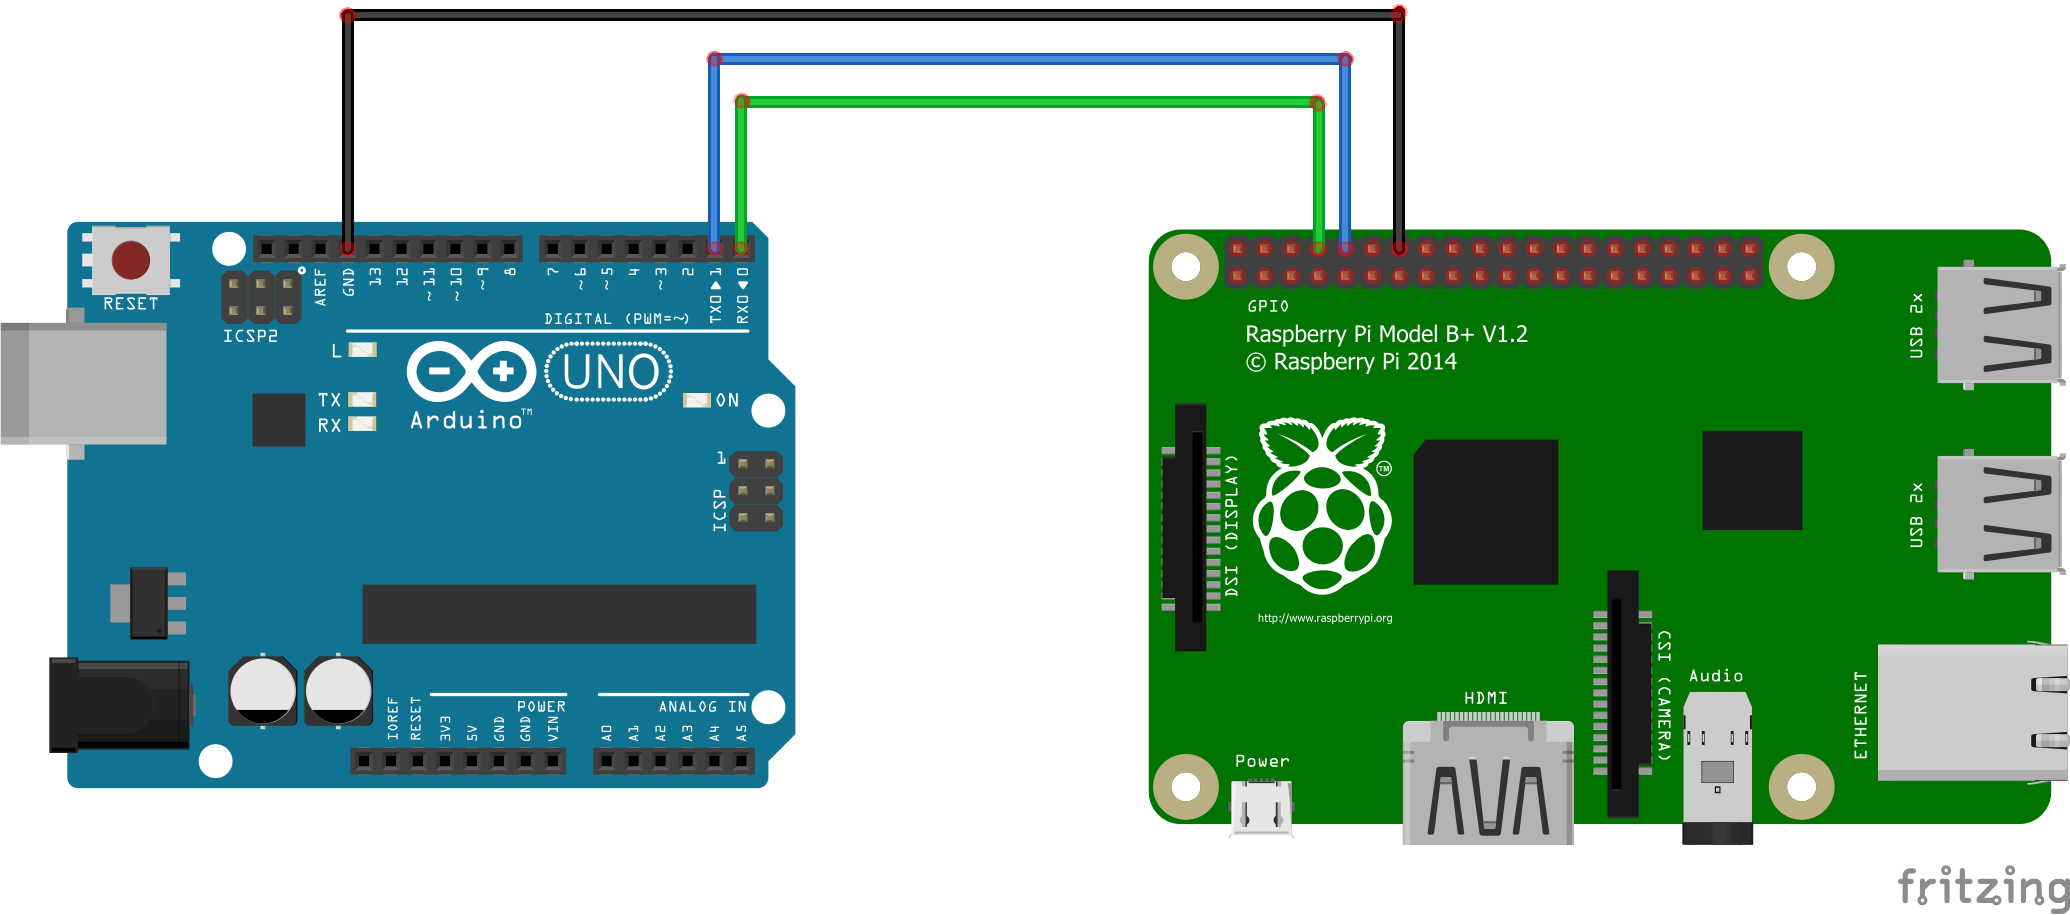 RESET
ICSP2
AREF
GND
13
12
~11
~10
~9
8
7
~6
~5
4
~3
2
TX0 ▶ 1
RX0 ◀ 0
DIGITAL (PWM=~)
L
TX
RX
UNO
Arduino™
ON
1
ICSP
IOREF
RESET
3V3
5V
GND
GND
VIN
POWER
A0
A1
A2
A3
A4
A5
ANALOG IN
GPIO
Raspberry Pi Model B+ V1.2
© Raspberry Pi 2014
TM
DSI (DISPLAY)
http://www.raspberrypi.org
Power
HDMI
CSI (CAMERA)
Audio
ETHERNET
USB 2x
USB 2x
fritzing